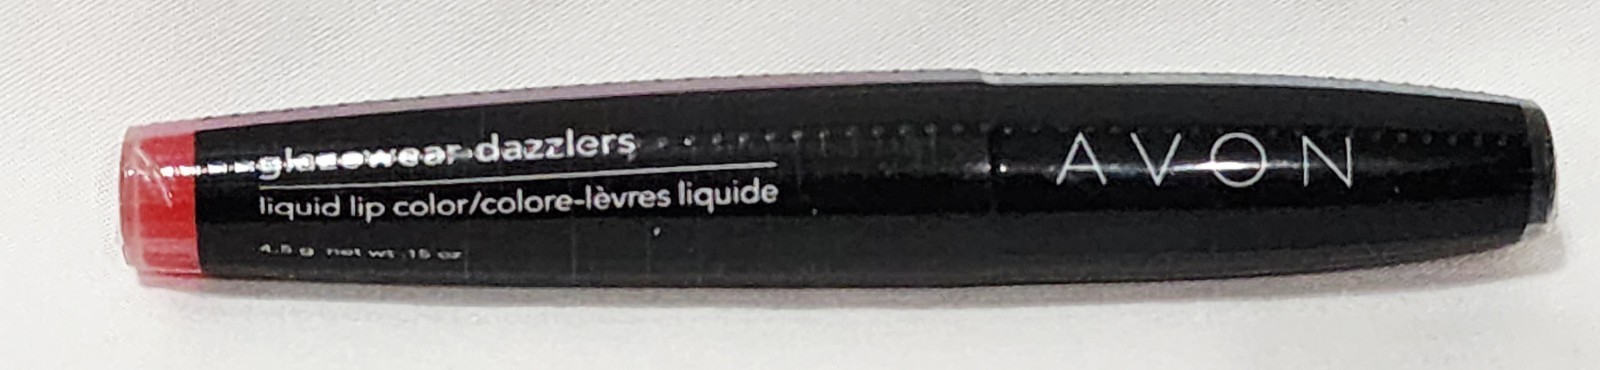 glazewear dazzlers
liquid lip color/colore-lèvres liquide
4.5 g net wt .15 oz
AVON